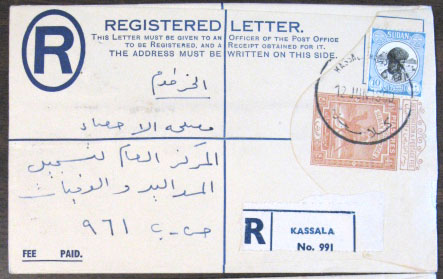 R
REGISTERED LETTER.
THIS LETTER MUST BE GIVEN TO AN OFFICER OF THE POST OFFICE
TO BE REGISTERED, AND A RECEIPT OBTAINED FOR IT.
THE ADDRESS MUST BE WRITTEN ON THIS SIDE.
SUDAN
KASSALA
الخرطوم
مصلحة الاحصاء
المركز العام لتسجيل
المواليد والوفيات
ص.ب ٩٦١
R
KASSALA
No. 991
FEE PAID.